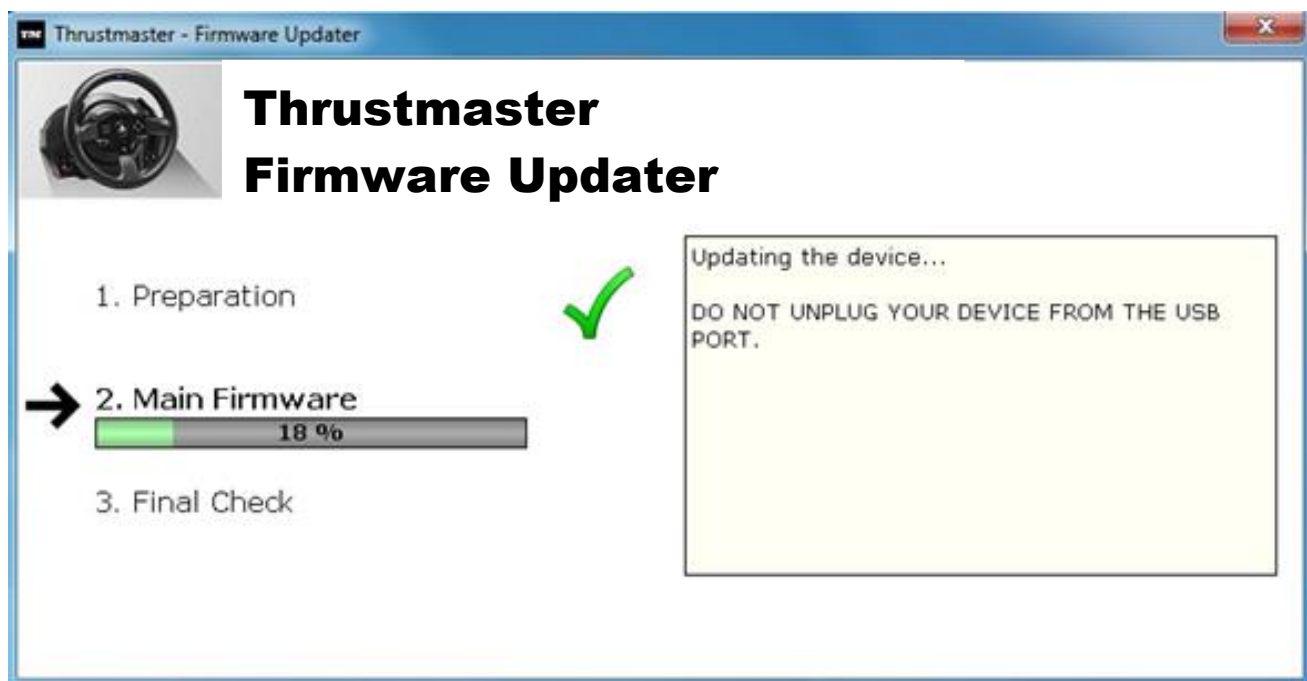 Thrustmaster - Firmware Updater
Thrustmaster
Firmware Updater
1. Preparation
2. Main Firmware
18 %
3. Final Check
Updating the device...
DO NOT UNPLUG YOUR DEVICE FROM THE USB
PORT.